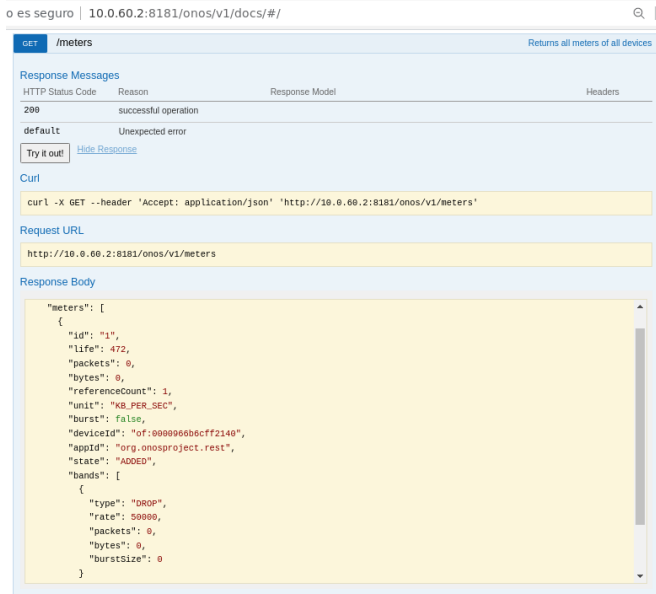 o es seguro | 10.0.60.2:8181/onos/v1/docs/#/
GET /meters Returns all meters of all devices
Response Messages
HTTP Status Code Reason Response Model Headers
200 successful operation
default Unexpected error
Try it out! Hide Response
Curl
curl -X GET --header 'Accept: application/json' 'http://10.0.60.2:8181/onos/v1/meters'
Request URL
http://10.0.60.2:8181/onos/v1/meters
Response Body
"meters": [
{
"id": "1",
"life": 472,
"packets": 0,
"bytes": 0,
"referenceCount": 1,
"unit": "KB_PER_SEC",
"burst": false,
"deviceId": "of:0000966b6cff2140",
"appId": "org.onosproject.rest",
"state": "ADDED",
"bands": [
{
"type": "DROP",
"rate": 50000,
"packets": 0,
"bytes": 0,
"burstSize": 0
}